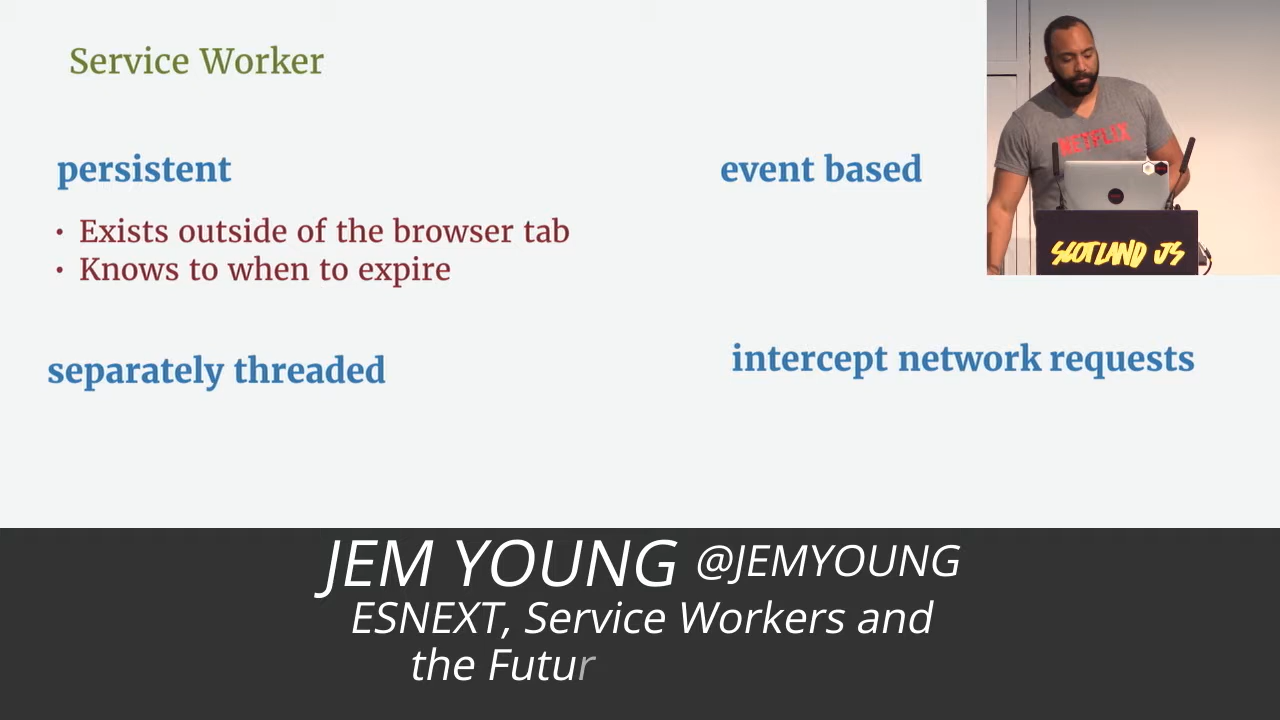 Service Worker
persistent
event based
• Exists outside of the browser tab
• Knows to when to expire
separately threaded
intercept network requests
NETFLIX
SCOTLAND JS
JEM YOUNG @JEMYOUNG
ESNEXT, Service Workers and
the Futur